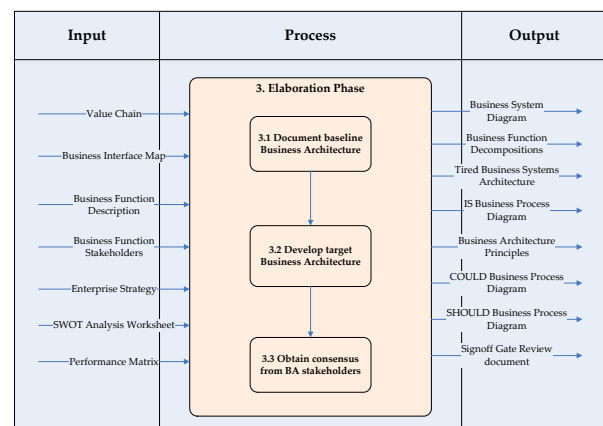 Input
Process
Output
Value Chain
Business Interface Map
Business Function
Description
Business Function
Stakeholders
Enterprise Strategy
SWOT Analysis Worksheet
Performance Matrix
3. Elaboration Phase
3.1 Document baseline
Business Architecture
3.2 Develop target
Business Architecture
3.3 Obtain consensus
from BA stakeholders
Business System
Diagram
Business Function
Decompositions
Tired Business Systems
Architecture
IS Business Process
Diagram
Business Architecture
Principles
COULD Business Process
Diagram
SHOULD Business Process
Diagram
Signoff Gate Review
document